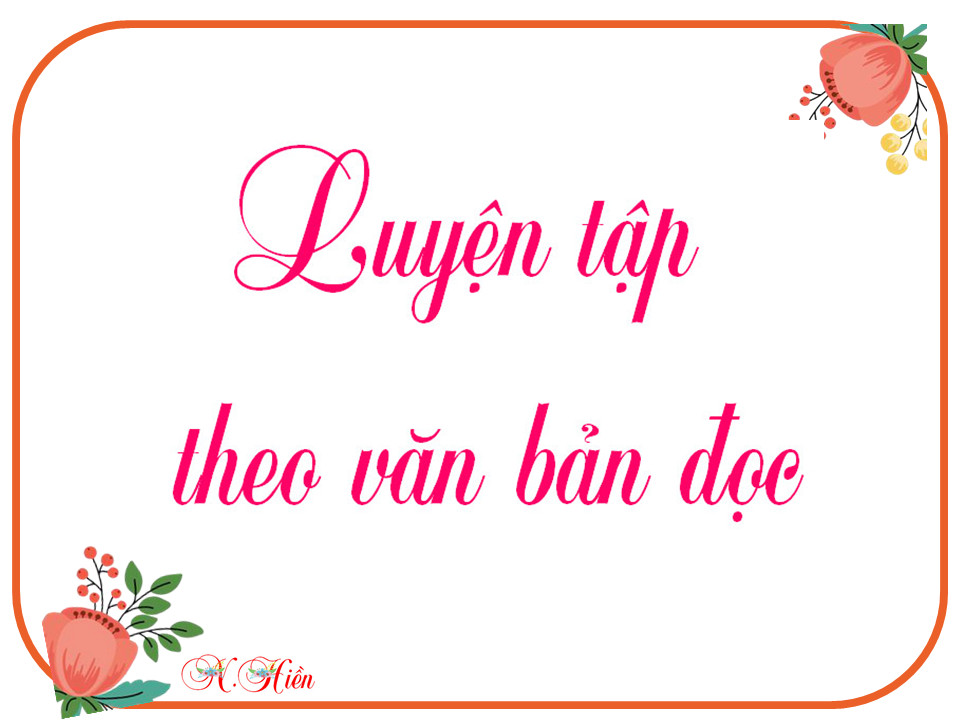 Luyện tập
theo văn bản đọc
N.Hiền